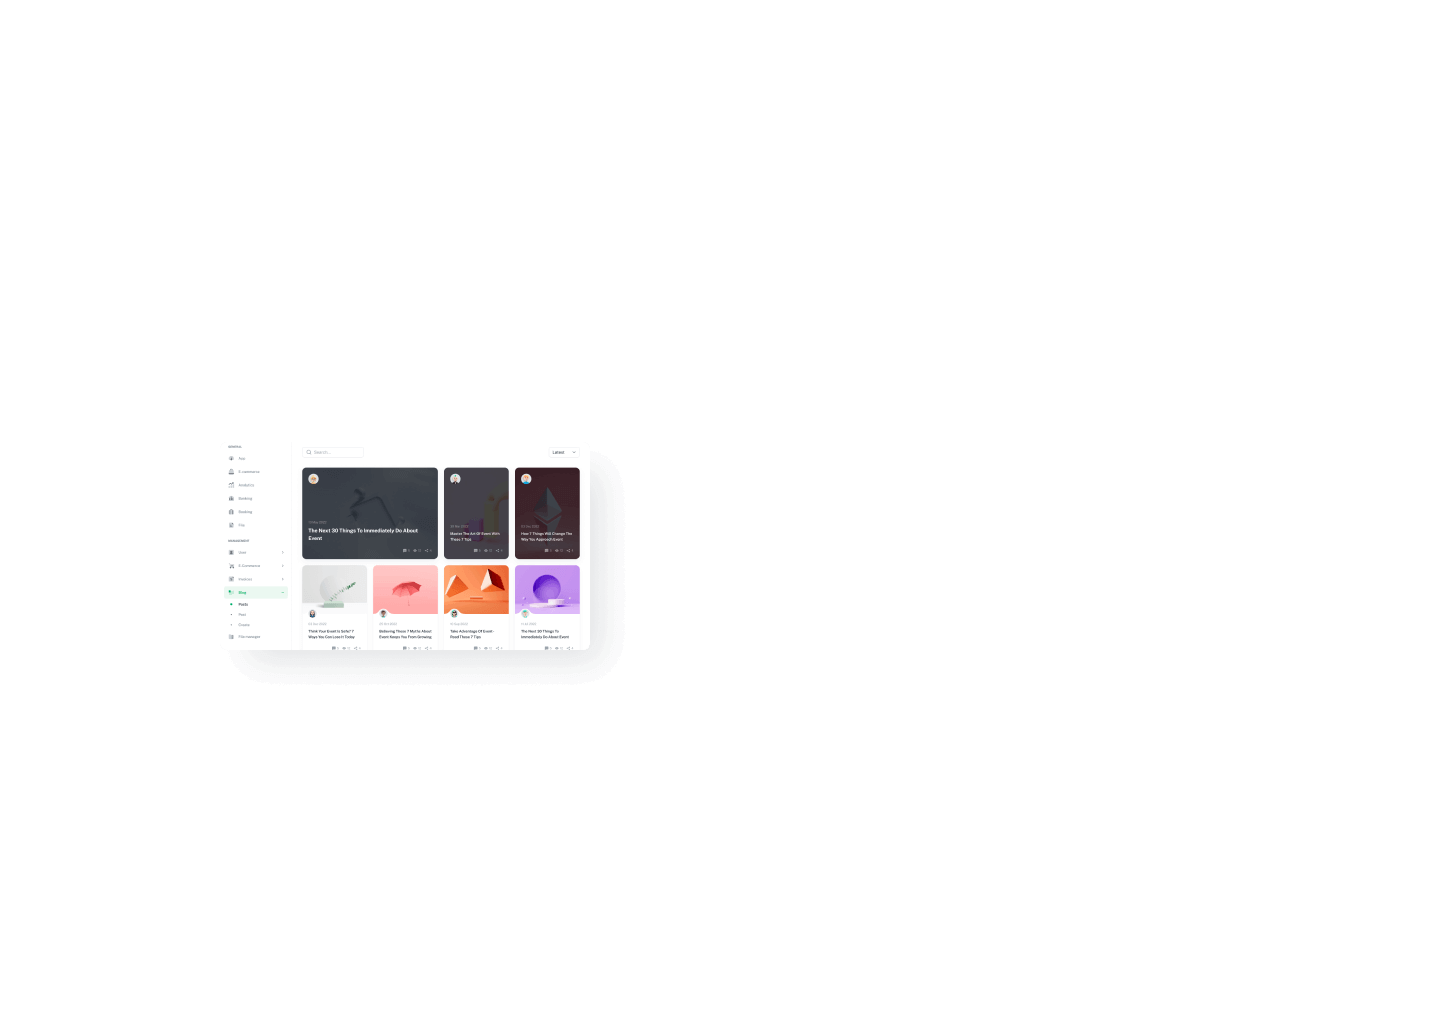 GENERAL
App
E-commerce
Analytics
Banking
Booking
File
MANAGEMENT
User
E-Commerce
Invoices
Blog
Posts
Post
Create
File manager
Search...
Latest
The Next 30 Things To Immediately Do About
Event
Master The Art Of Event With
These 7 Tips
How 7 Things Will Change The
Way You Approach Event
Think Your Event Is Safe? 7
Ways You Can Lose It Today
Believing These 7 Myths About
Event Keeps You From Growing
Take Advantage Of Event -
Read These 7 Tips
The Next 30 Things To
Immediately Do About Event